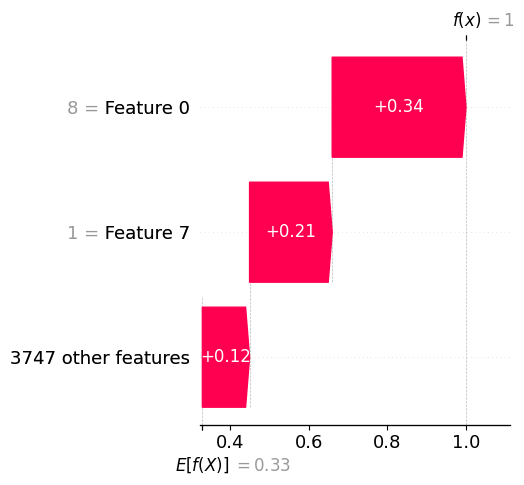 f(x) = 1
8 = Feature 0
+0.34
1 = Feature 7
+0.21
3747 other features
+0.12
0.4 0.6 0.8 1.0
E[f(X)] = 0.33